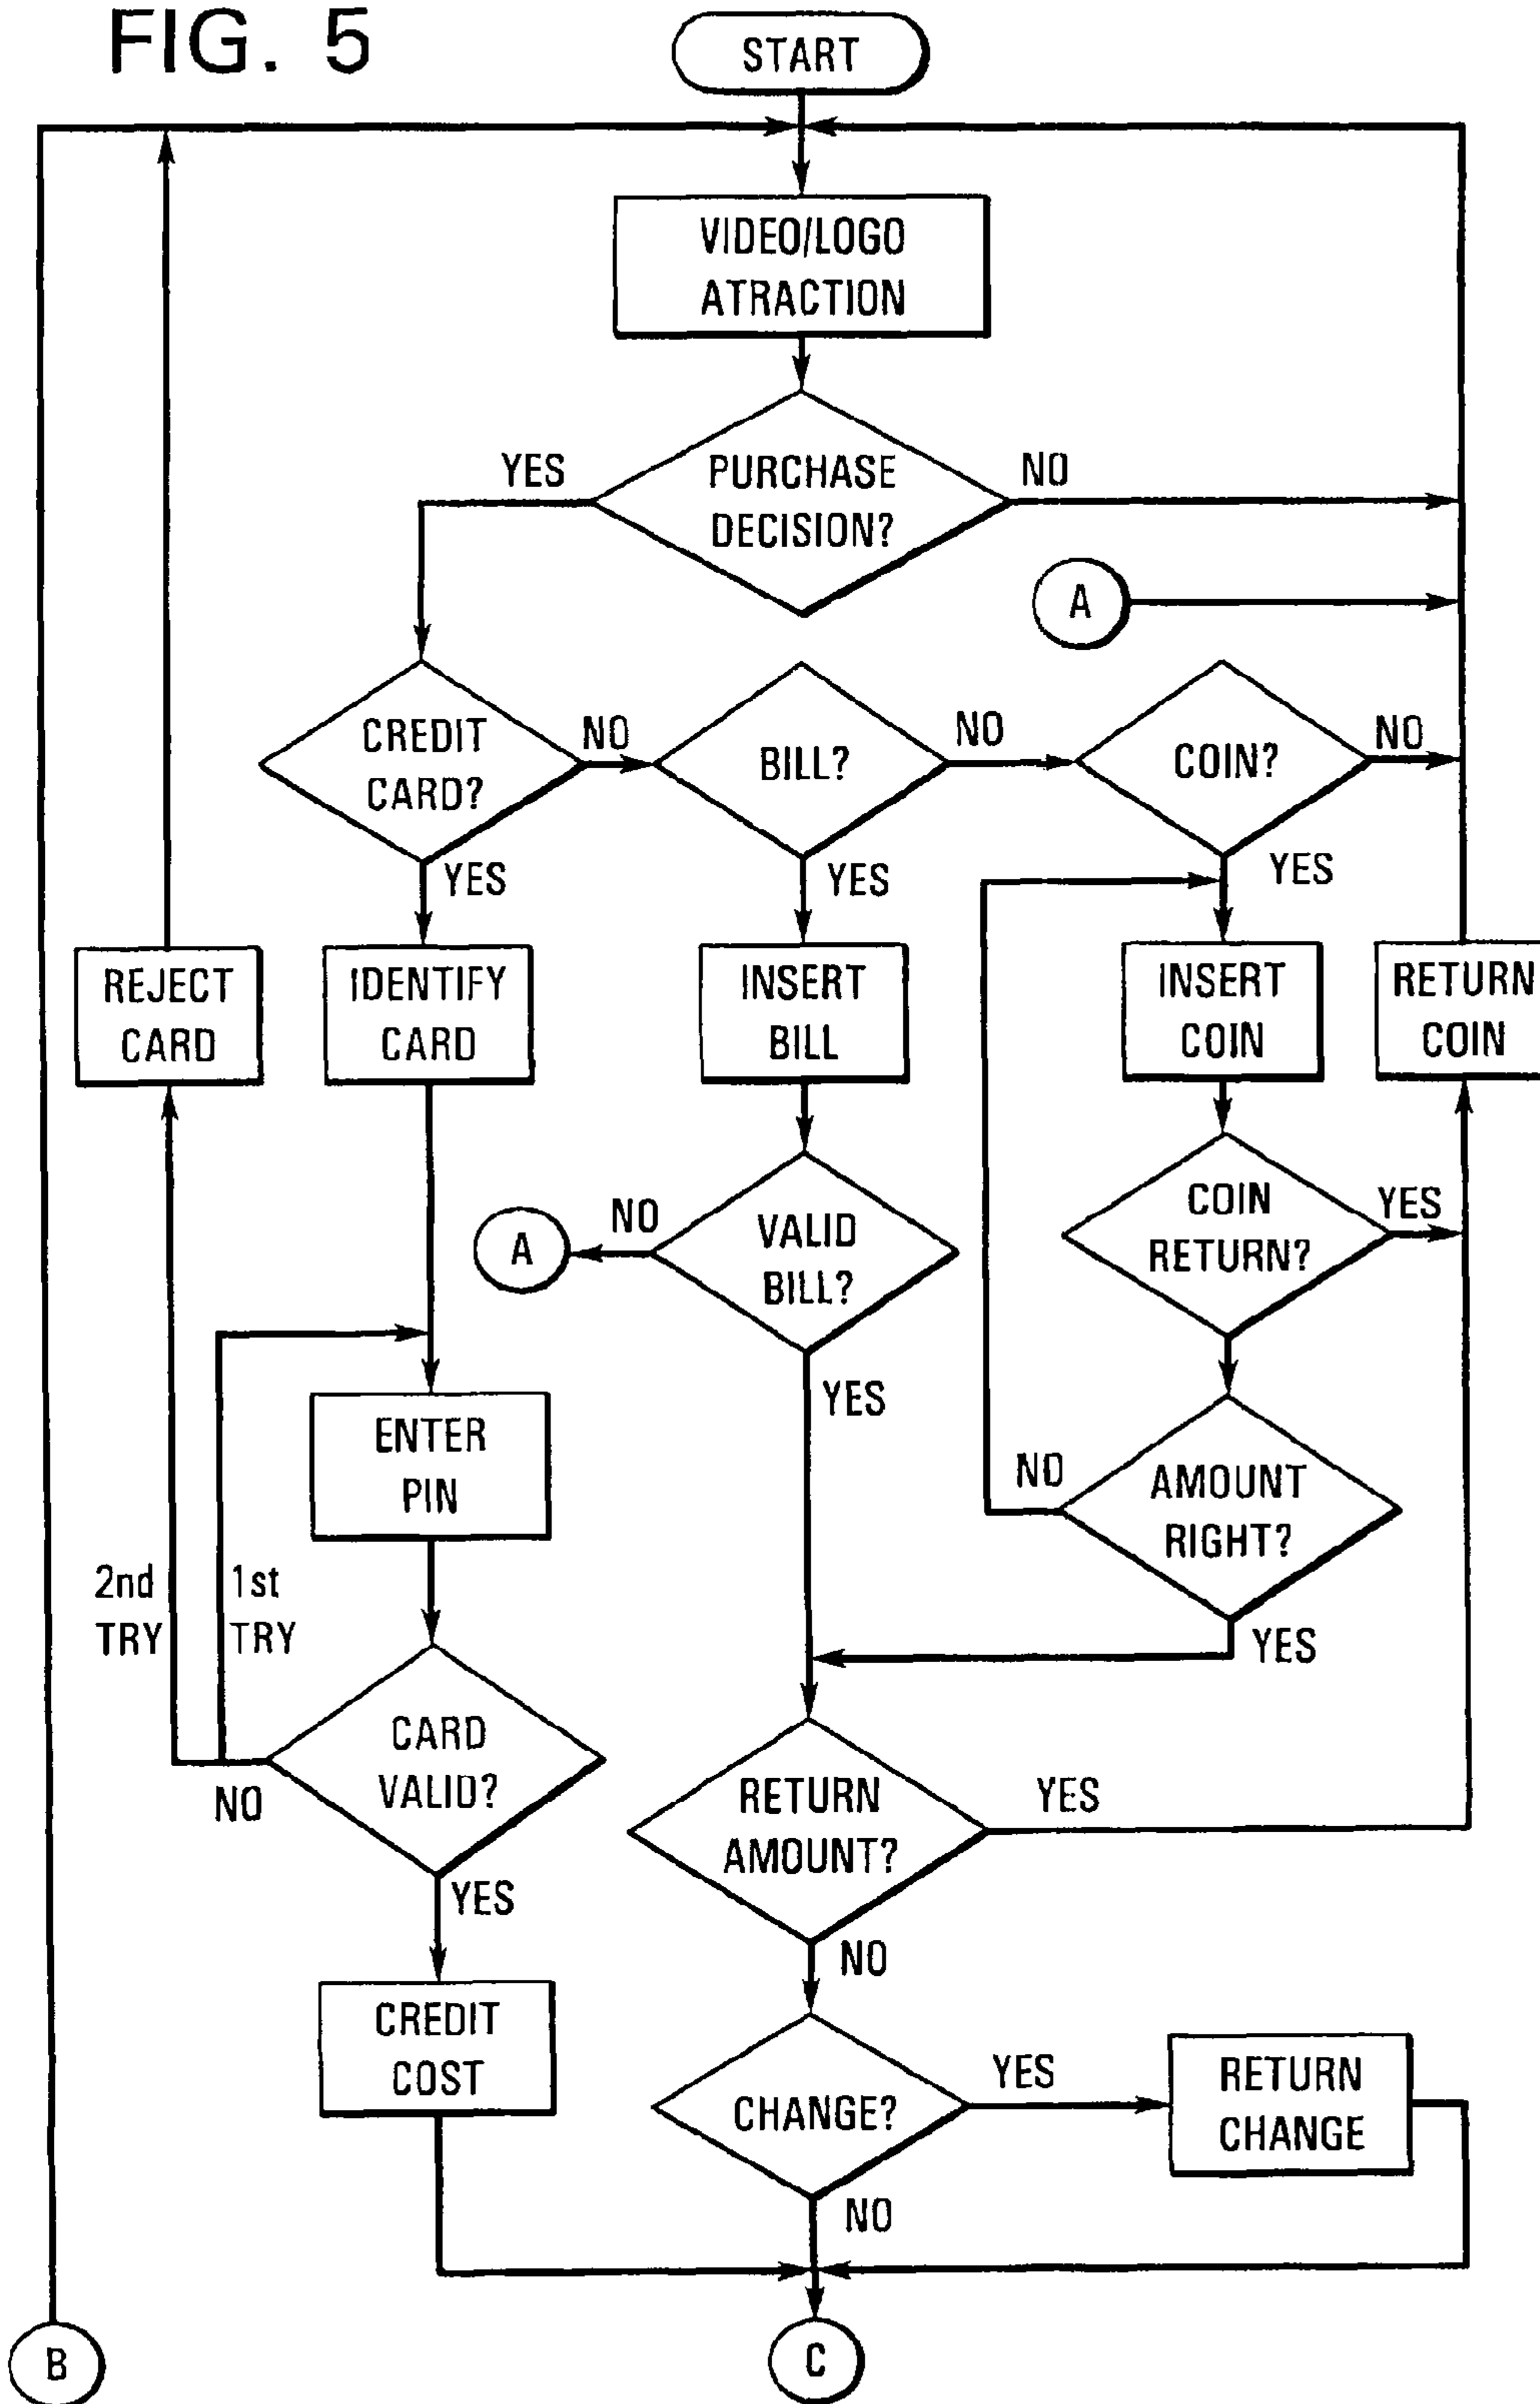 FIG. 5
START
VIDEO/LOGO
ATRACTION
YES
PURCHASE
DECISION?
NO
A
CREDIT
CARD?
NO
BILL?
NO
COIN?
NO
YES
YES
YES
REJECT
CARD
IDENTIFY
CARD
INSERT
BILL
INSERT
COIN
RETURN
COIN
A
NO
VALID
BILL?
COIN
RETURN?
YES
YES
ENTER
PIN
NO
AMOUNT
RIGHT?
2nd
TRY
1st
TRY
YES
CARD
VALID?
NO
RETURN
AMOUNT?
YES
YES
NO
CREDIT
COST
CHANGE?
YES
RETURN
CHANGE
NO
B
C